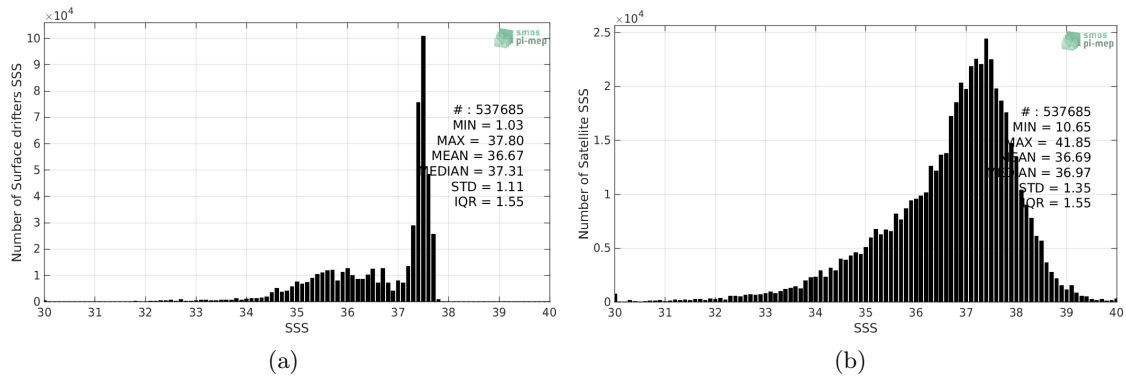 ×10⁴
10
9
8
7
6
5
4
3
2
1
0
30 31 32 33 34 35 36 37 38 39 40
Number of Surface drifters SSS
SSS
smos
pi-mep
# : 537685
MIN = 1.03
MAX = 37.80
MEAN = 36.67
MEDIAN = 37.31
STD = 1.11
IQR = 1.55
(a)
×10⁴
2.5
2
1.5
1
0.5
0
30 31 32 33 34 35 36 37 38 39 40
Number of Satellite SSS
SSS
smos
pi-mep
# : 537685
MIN = 10.65
MAX = 41.85
MEAN = 36.69
MEDIAN = 36.97
STD = 1.35
IQR = 1.55
(b)